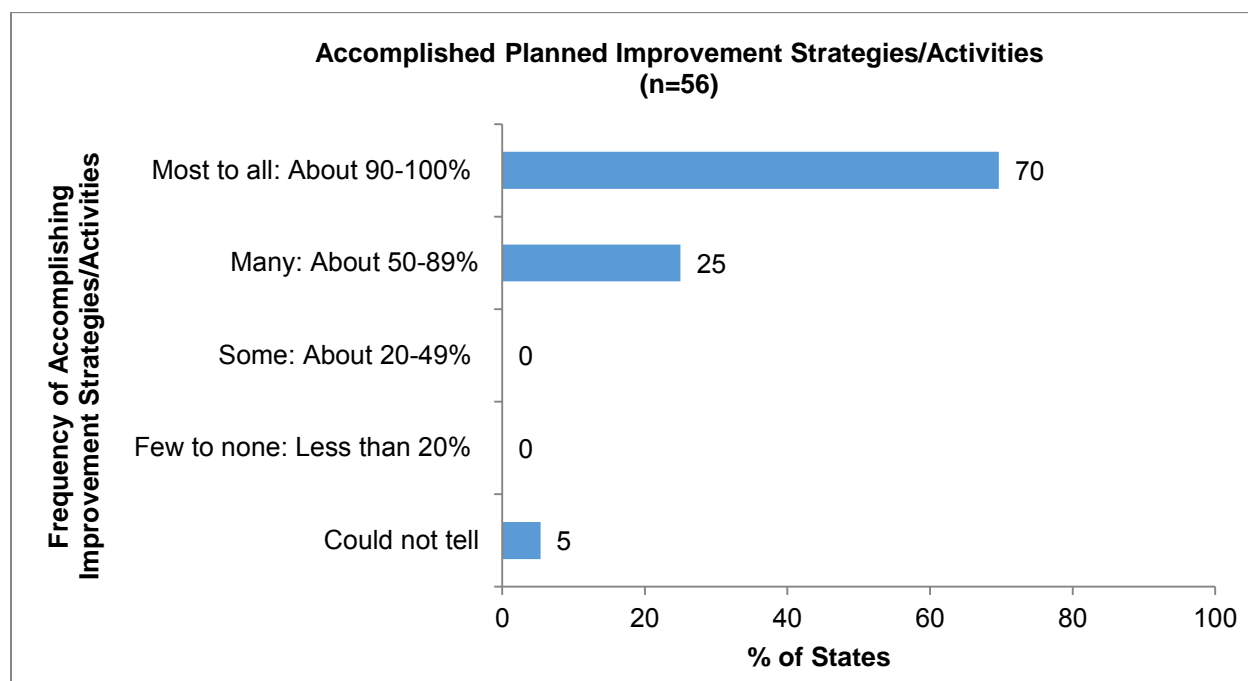 Accomplished Planned Improvement Strategies/Activities
(n=56)
Frequency of Accomplishing
Improvement Strategies/Activities
Most to all: About 90-100%
70
Many: About 50-89%
25
Some: About 20-49%
0
Few to none: Less than 20%
0
Could not tell
5
0
20
40
60
80
100
% of States